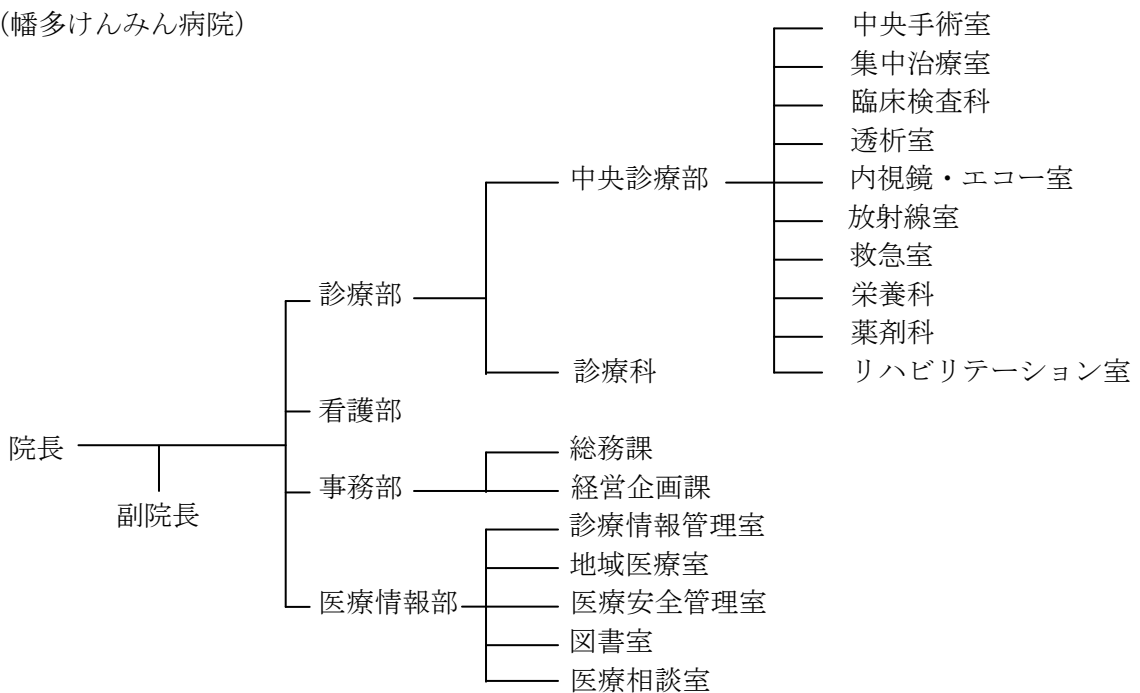 (幡多けんみん病院)
中央手術室
集中治療室
臨床検査科
透析室
中央診療部
内視鏡・エコー室
放射線室
救急室
診療部
栄養科
薬剤科
診療科
リハビリテーション室
看護部
院長
総務課
事務部
経営企画課
副院長
診療情報管理室
地域医療室
医療情報部
医療安全管理室
図書室
医療相談室